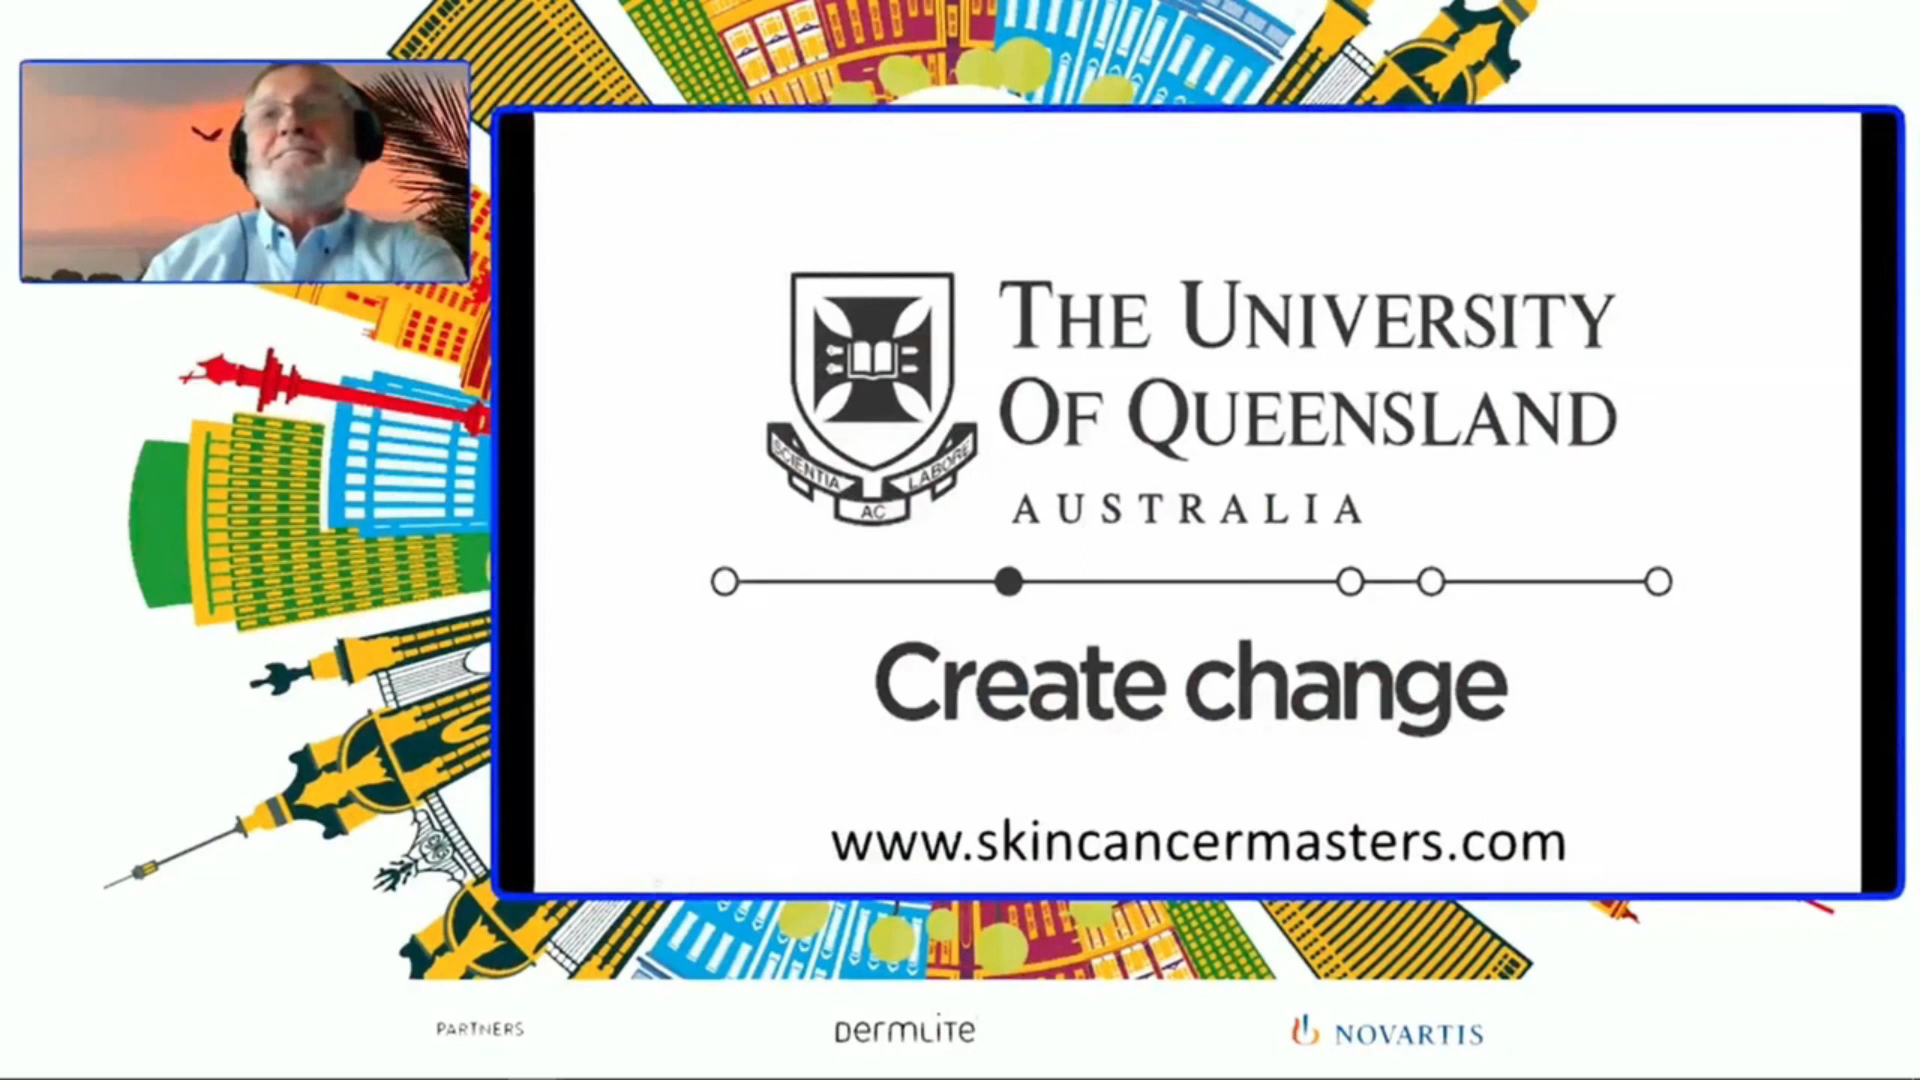 THE UNIVERSITY
OF QUEENSLAND
AUSTRALIA
SCIENTIA AC LABORE
Create change
www.skincancermasters.com
PARTNERS
DERMLITE
NOVARTIS